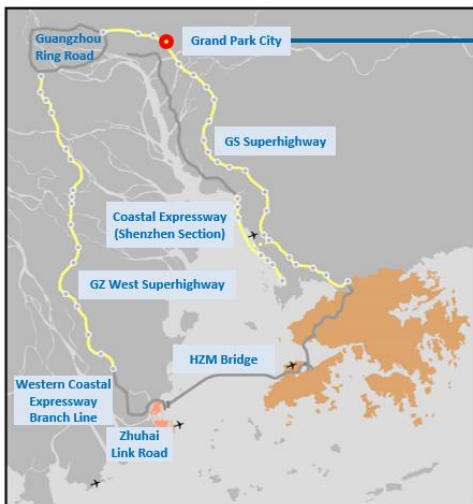 Guangzhou
Ring Road
Grand Park City
GS Superhighway
Coastal Expressway
(Shenzhen Section)
GZ West Superhighway
HZM Bridge
Western Coastal
Expressway
Branch Line
Zhuhai
Link Road